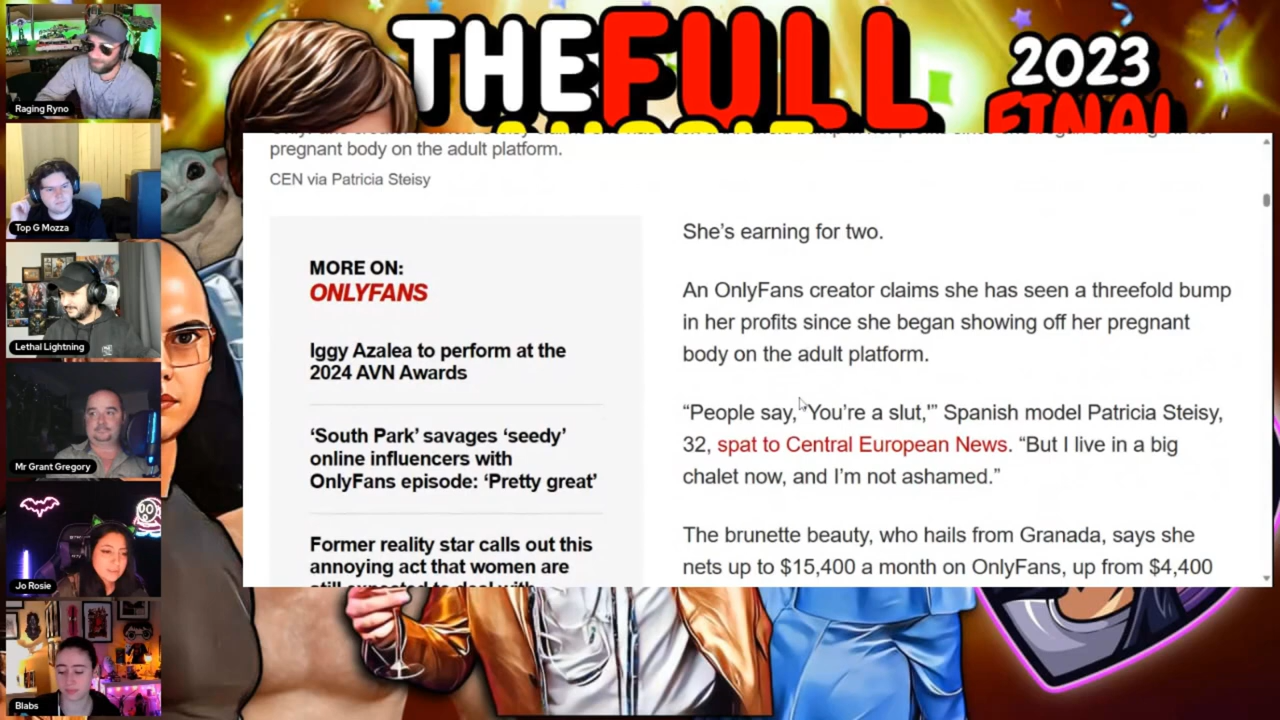 THE FULL
2023
FINAL
Raging Ryno
Top G Mozza
Lethal Lightning
Mr Grant Gregory
Jo Rosie
Blabs
pregnant body on the adult platform.
CEN via Patricia Steisy
MORE ON:
ONLYFANS
Iggy Azalea to perform at the
2024 AVN Awards
‘South Park’ savages ‘seedy’
online influencers with
OnlyFans episode: ‘Pretty great’
Former reality star calls out this
annoying act that women are
still expected to deal with
She’s earning for two.
An OnlyFans creator claims she has seen a threefold bump
in her profits since she began showing off her pregnant
body on the adult platform.
“People say, ‘You’re a slut,'” Spanish model Patricia Steisy,
32, spat to Central European News. “But I live in a big
chalet now, and I’m not ashamed.”
The brunette beauty, who hails from Granada, says she
nets up to $15,400 a month on OnlyFans, up from $4,400